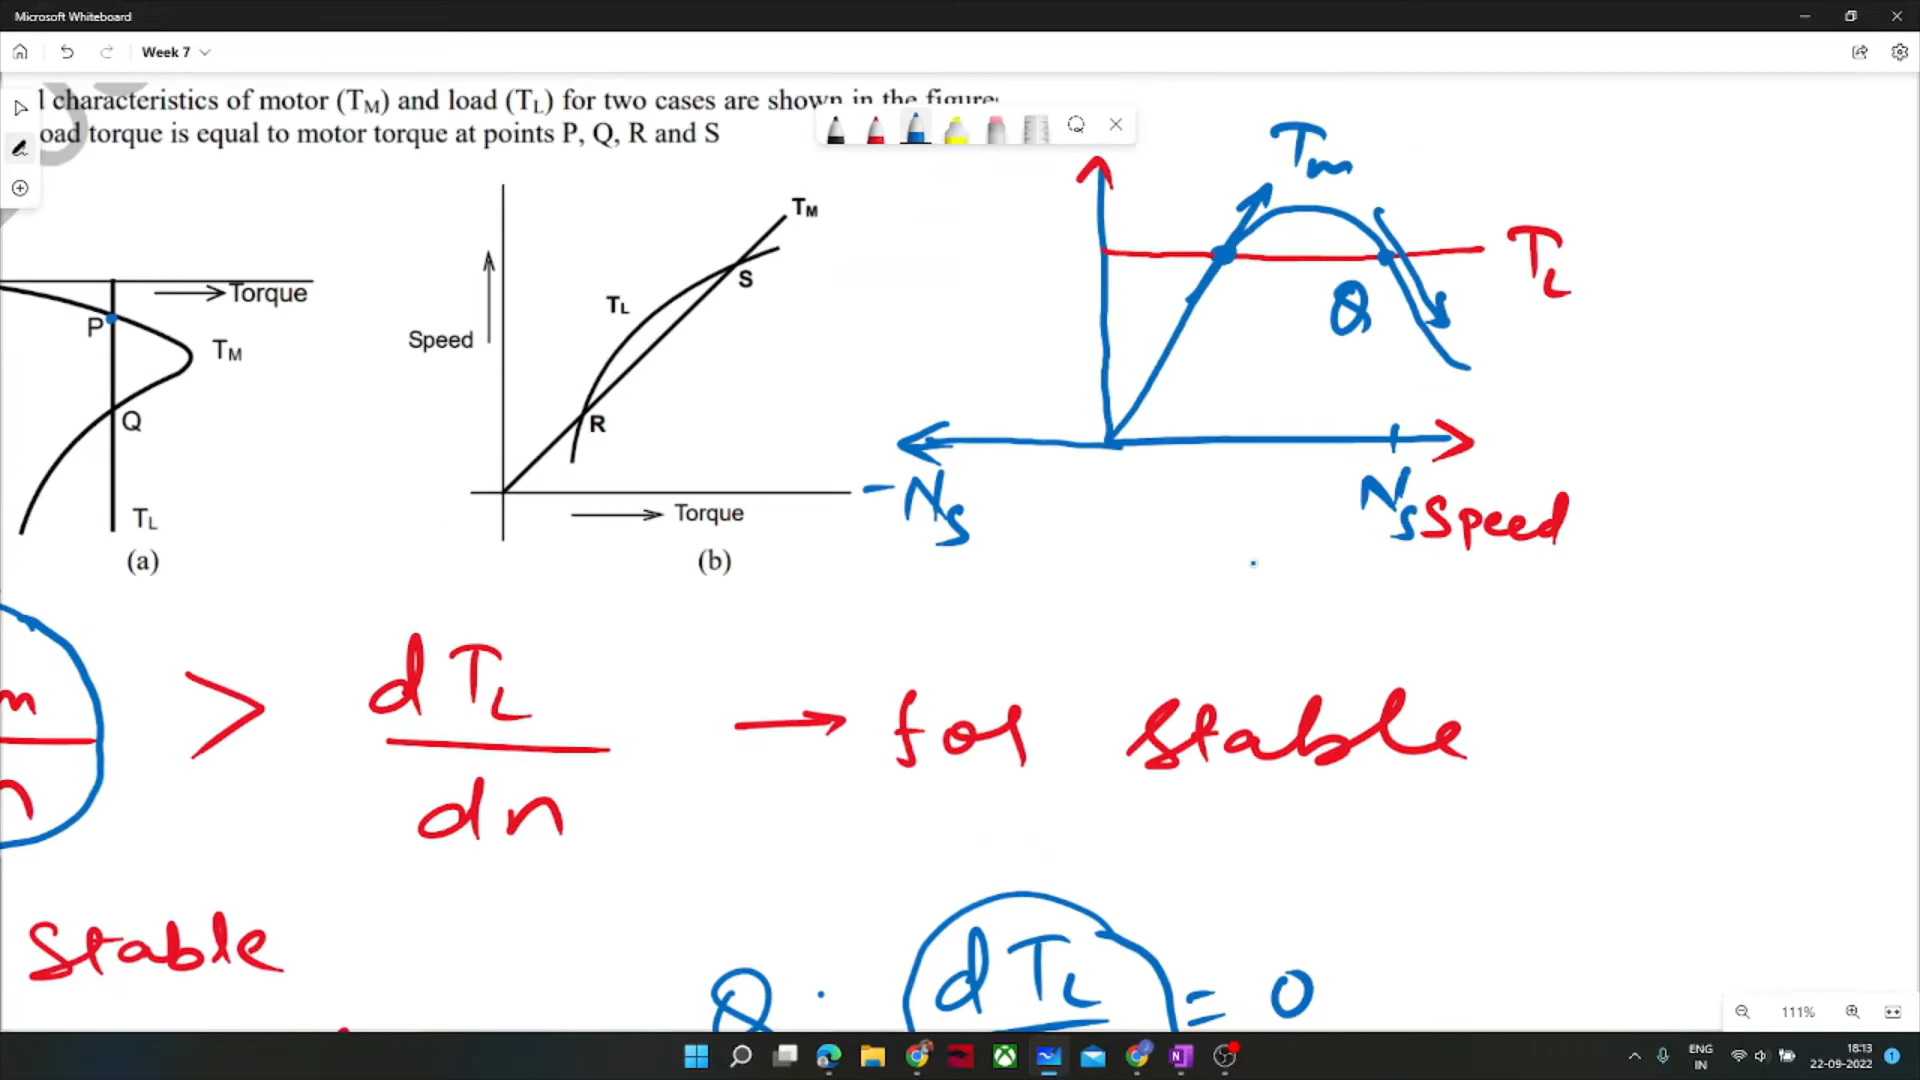 Microsoft Whiteboard
Week 7
l characteristics of motor (TM) and load (TL) for two cases are shown in the figure
oad torque is equal to motor torque at points P, Q, R and S
Torque
P
TM
Q
TL
(a)
TM
S
TL
Speed
R
Torque
(b)
Tm
TL
Q
-Ns
Ns
Speed
m
n
> dTL
dn
→ for stable
stable
Q . dTL = 0
111%
ENG
IN
18:13
22-09-2022
1